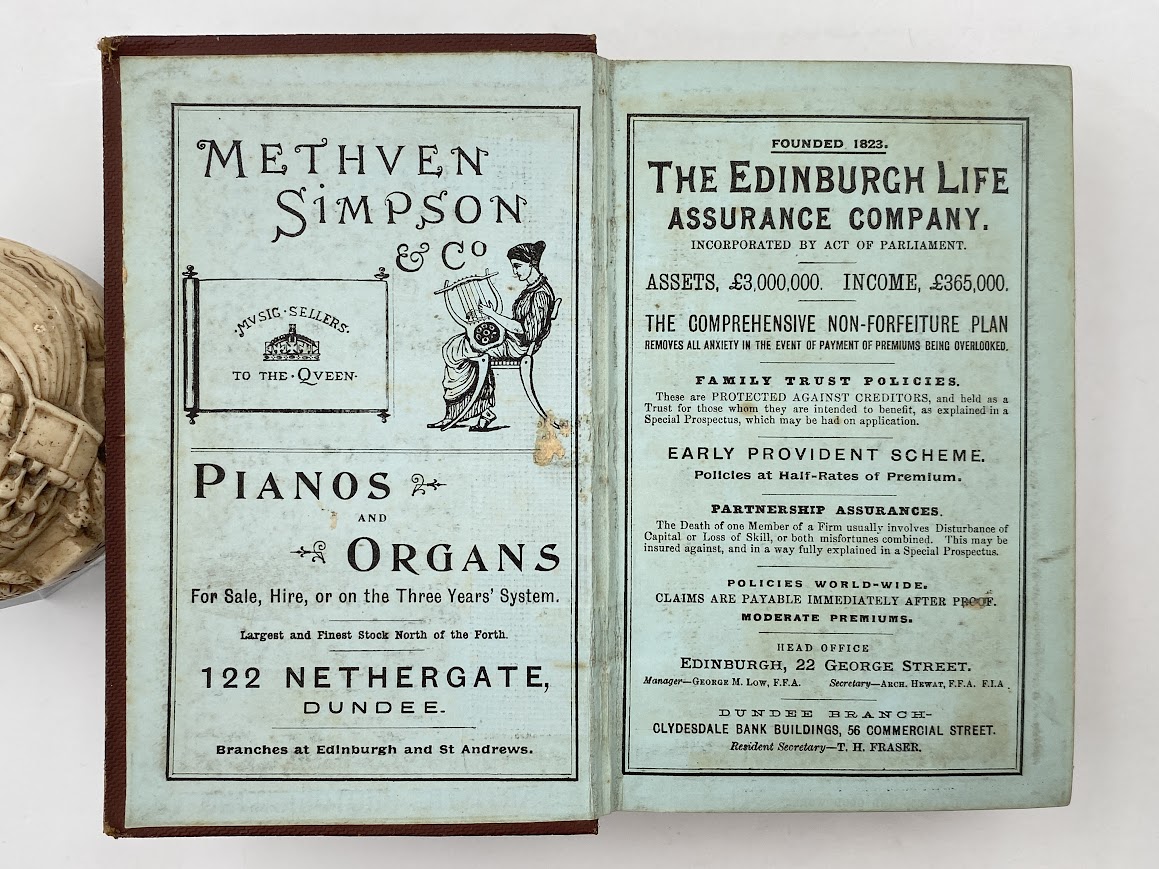 METHVEN
SIMPSON
& Co
·MVSIC·SELLERS·
TO THE·QVEEN·
PIANOS
AND
ORGANS
For Sale, Hire, or on the Three Years' System.
Largest and Finest Stock North of the Forth.
122 NETHERGATE,
DUNDEE.
Branches at Edinburgh and St Andrews.
FOUNDED 1823.
THE EDINBURGH LIFE
ASSURANCE COMPANY.
INCORPORATED BY ACT OF PARLIAMENT.
ASSETS, £3,000,000. INCOME, £365,000.
THE COMPREHENSIVE NON-FORFEITURE PLAN
REMOVES ALL ANXIETY IN THE EVENT OF PAYMENT OF PREMIUMS BEING OVERLOOKED.
FAMILY TRUST POLICIES.
These are PROTECTED AGAINST CREDITORS, and held as a
Trust for those whom they are intended to benefit, as explained in a
Special Prospectus, which may be had on application.
EARLY PROVIDENT SCHEME.
Policies at Half-Rates of Premium.
PARTNERSHIP ASSURANCES.
The Death of one Member of a Firm usually involves Disturbance of
Capital or Loss of Skill, or both misfortunes combined. This may be
insured against, and in a way fully explained in a Special Prospectus.
POLICIES WORLD-WIDE.
CLAIMS ARE PAYABLE IMMEDIATELY AFTER PROOF.
MODERATE PREMIUMS.
HEAD OFFICE
EDINBURGH, 22 GEORGE STREET.
Manager—GEORGE M. LOW, F.F.A. Secretary—ARCH. HEWAT, F.F.A. F.I.A.
DUNDEE BRANCH-
CLYDESDALE BANK BUILDINGS, 56 COMMERCIAL STREET.
Resident Secretary—T. H. FRASER.